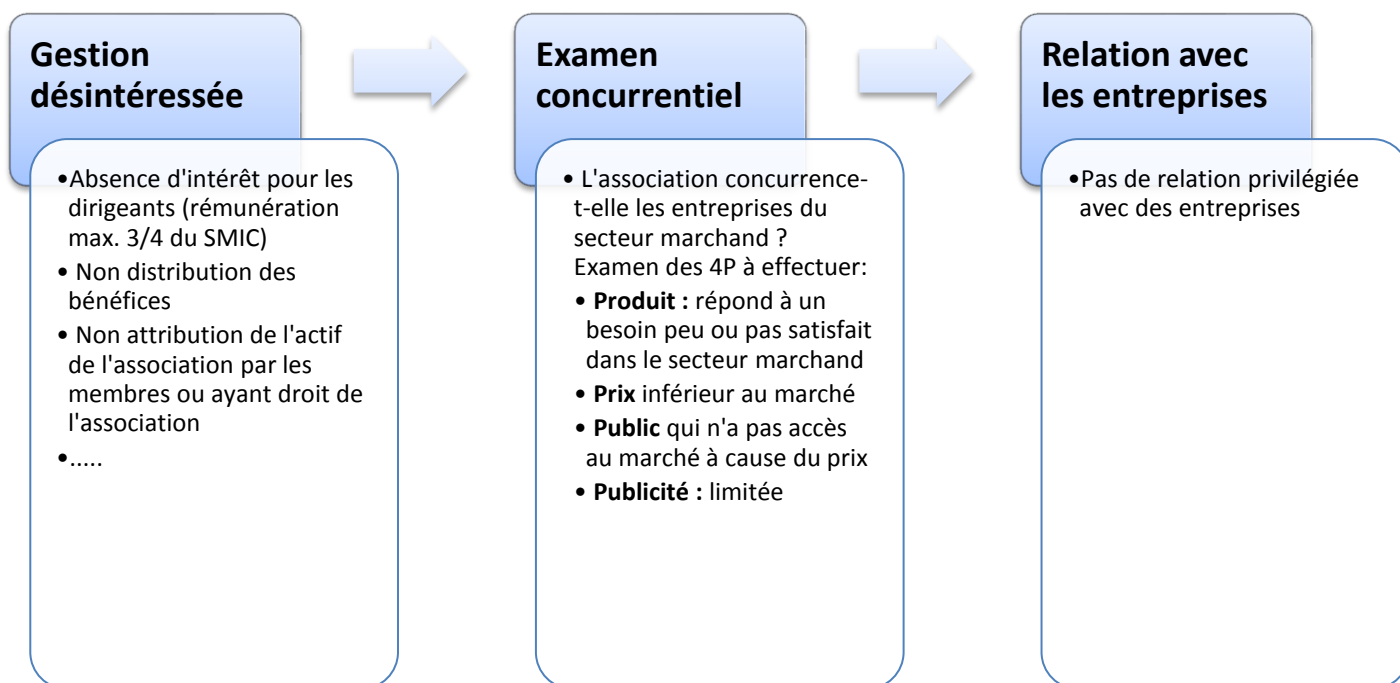 Gestion
désintéressée
•Absence d'intérêt pour les
dirigeants (rémunération
max. 3/4 du SMIC)
• Non distribution des
bénéfices
• Non attribution de l'actif
de l'association par les
membres ou ayant droit de
l'association
•.....
Examen
concurrentiel
• L'association concurrence-
t-elle les entreprises du
secteur marchand ?
Examen des 4P à effectuer:
• Produit : répond à un
besoin peu ou pas satisfait
dans le secteur marchand
• Prix inférieur au marché
• Public qui n'a pas accès
au marché à cause du prix
• Publicité : limitée
Relation avec
les entreprises
•Pas de relation privilégiée
avec des entreprises